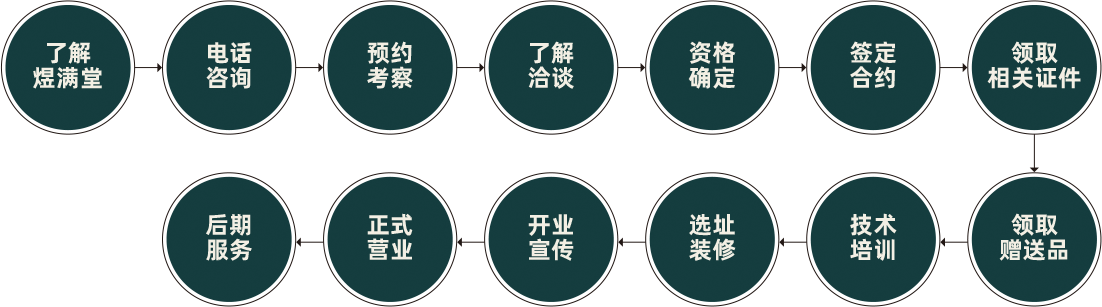 了解
煜满堂
电话
咨询
预约
考察
了解
洽谈
资格
确定
签定
合约
领取
相关证件
领取
赠送品
技术
培训
选址
装修
开业
宣传
正式
营业
后期
服务